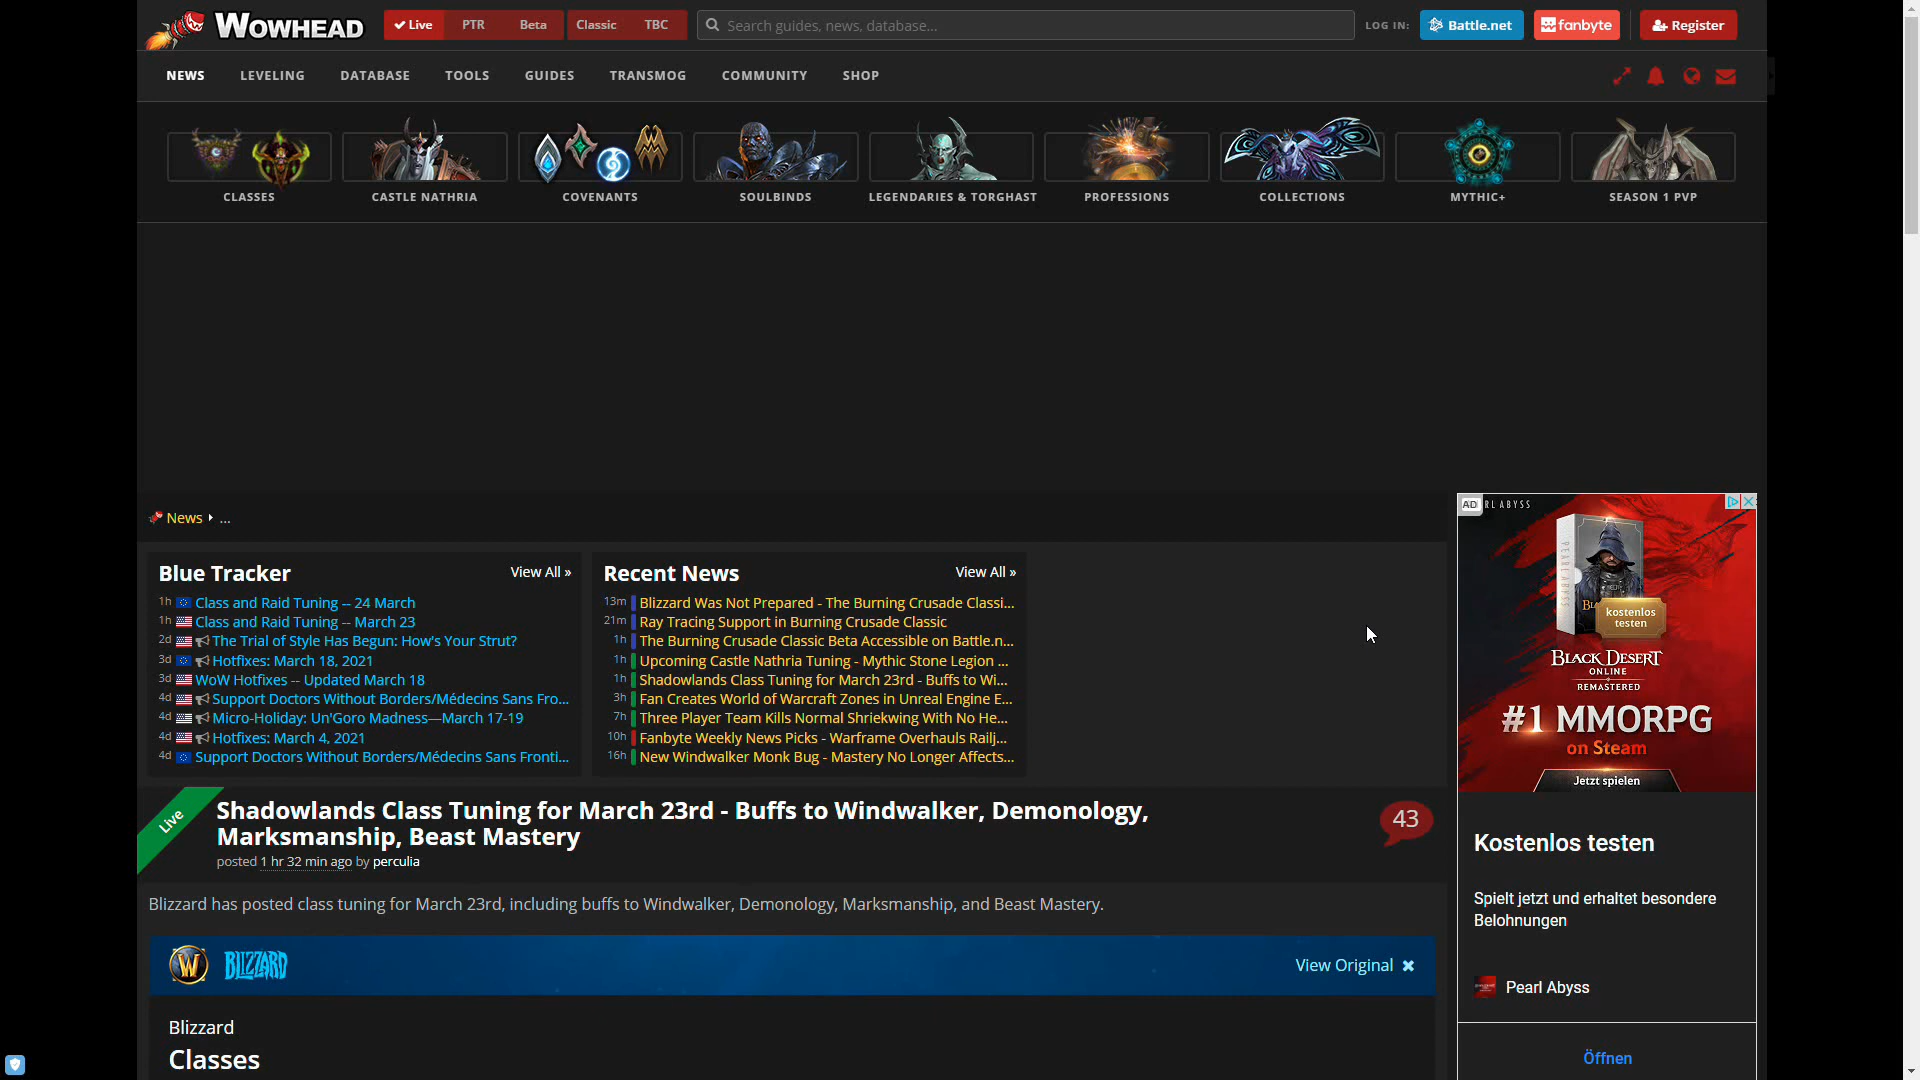 WOWHEAD
Live PTR Beta Classic TBC
Search guides, news, database...
LOG IN: Battle.net fanbyte Register
NEWS LEVELING DATABASE TOOLS GUIDES TRANSMOG COMMUNITY SHOP
CLASSES CASTLE NATHRIA COVENANTS SOULBINDS LEGENDARIES & TORGHAST PROFESSIONS COLLECTIONS MYTHIC+ SEASON 1 PVP
News ...
Blue Tracker View All »
1h Class and Raid Tuning -- 24 March
1h Class and Raid Tuning -- March 23
2d The Trial of Style Has Begun: How's Your Strut?
3d Hotfixes: March 18, 2021
3d WoW Hotfixes -- Updated March 18
4d Support Doctors Without Borders/Médecins Sans Fro...
4d Micro-Holiday: Un'Goro Madness—March 17-19
4d Hotfixes: March 4, 2021
4d Support Doctors Without Borders/Médecins Sans Fronti...
Recent News View All »
13m Blizzard Was Not Prepared - The Burning Crusade Classi...
21m Ray Tracing Support in Burning Crusade Classic
1h The Burning Crusade Classic Beta Accessible on Battle.n...
1h Upcoming Castle Nathria Tuning - Mythic Stone Legion ...
1h Shadowlands Class Tuning for March 23rd - Buffs to Wi...
3h Fan Creates World of Warcraft Zones in Unreal Engine E...
7h Three Player Team Kills Normal Shriekwing With No He...
10h Fanbyte Weekly News Picks - Warframe Overhauls Railj...
16h New Windwalker Monk Bug - Mastery No Longer Affects...
Live
Shadowlands Class Tuning for March 23rd - Buffs to Windwalker, Demonology,
Marksmanship, Beast Mastery
posted 1 hr 32 min ago by perculia
43
Blizzard has posted class tuning for March 23rd, including buffs to Windwalker, Demonology, Marksmanship, and Beast Mastery.
W BLIZZARD View Original
Blizzard
Classes
AD RL ABYSS
kostenlos
testen
BLACK DESERT
ONLINE
REMASTERED
#1 MMORPG
on Steam
Jetzt spielen
Kostenlos testen
Spielt jetzt und erhaltet besondere
Belohnungen
Pearl Abyss
Öffnen